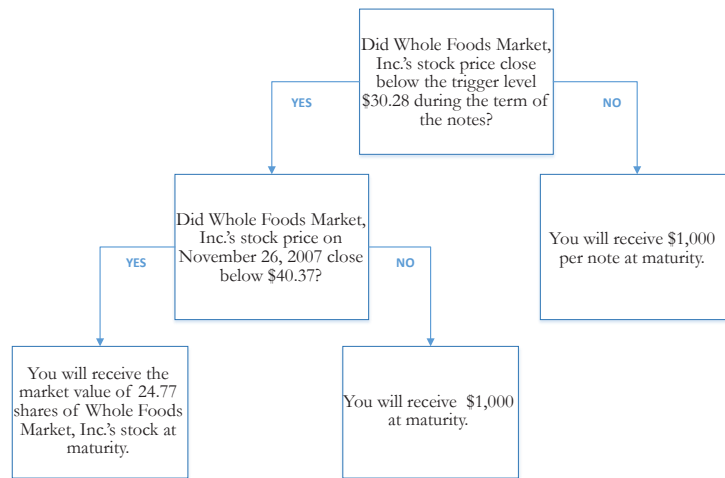 Did Whole Foods Market,
Inc.'s stock price close
below the trigger level
$30.28 during the term of
the notes?
YES
NO
Did Whole Foods Market,
Inc.'s stock price on
November 26, 2007 close
below $40.37?
You will receive $1,000
per note at maturity.
YES
NO
You will receive the
market value of 24.77
shares of Whole Foods
Market, Inc.'s stock at
maturity.
You will receive $1,000
at maturity.